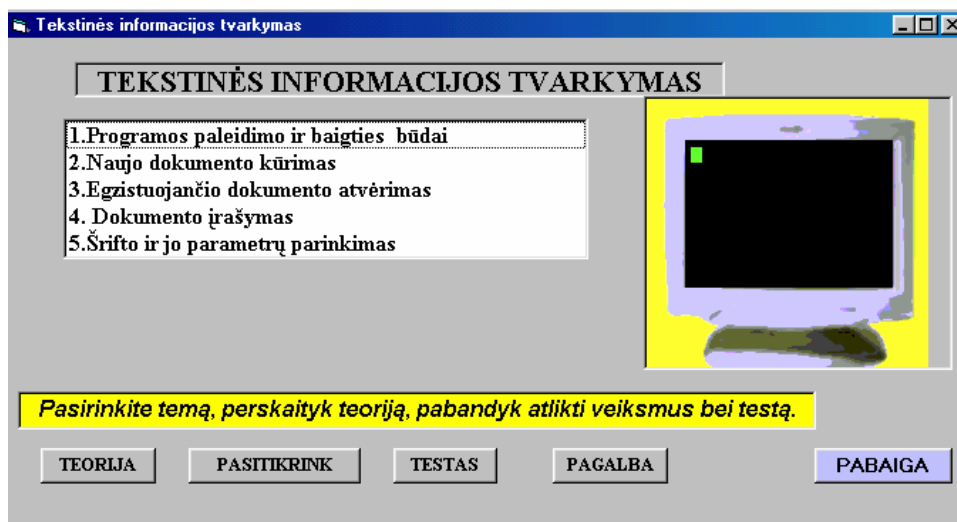 Tekstinės informacijos tvarkymas
TEKSTINĖS INFORMACIJOS TVARKYMAS
1.Programos paleidimo ir baigties būdai
2.Naujo dokumento kūrimas
3.Egzistuojančio dokumento atvėrimas
4. Dokumento įrašymas
5.Šrifto ir jo parametrų parinkimas
Pasirinkite temą, perskaityk teoriją, pabandyk atlikti veiksmus bei testą.
TEORIJA PASITIKRINK TESTAS PAGALBA PABAIGA